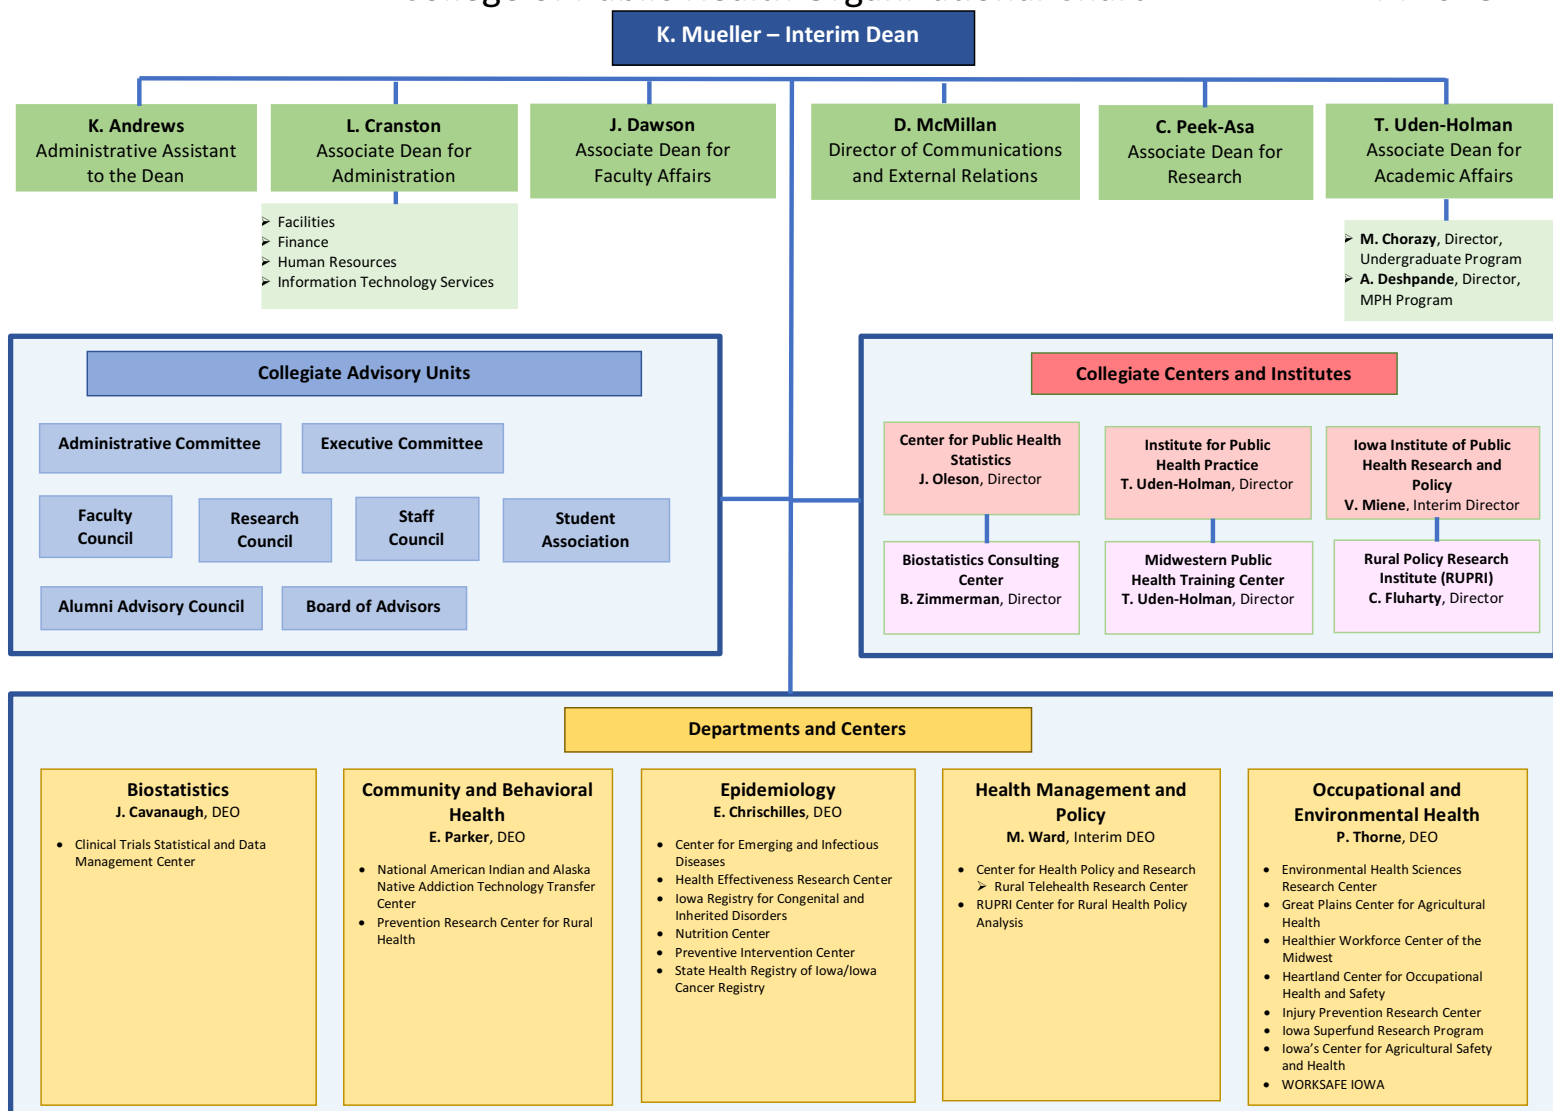 K. Mueller – Interim Dean
K. Andrews
Administrative Assistant
to the Dean
L. Cranston
Associate Dean for
Administration
J. Dawson
Associate Dean for
Faculty Affairs
D. McMillan
Director of Communications
and External Relations
C. Peek-Asa
Associate Dean for
Research
T. Uden-Holman
Associate Dean for
Academic Affairs
➢ Facilities
➢ Finance
➢ Human Resources
➢ Information Technology Services
➢ M. Chorazy, Director,
Undergraduate Program
➢ A. Deshpande, Director,
MPH Program
Collegiate Advisory Units
Administrative Committee
Executive Committee
Faculty
Council
Research
Council
Staff
Council
Student
Association
Alumni Advisory Council
Board of Advisors
Collegiate Centers and Institutes
Center for Public Health
Statistics
J. Oleson, Director
Institute for Public
Health Practice
T. Uden-Holman, Director
Iowa Institute of Public
Health Research and
Policy
V. Miene, Interim Director
Biostatistics Consulting
Center
B. Zimmerman, Director
Midwestern Public
Health Training Center
T. Uden-Holman, Director
Rural Policy Research
Institute (RUPRI)
C. Fluharty, Director
Departments and Centers
Biostatistics
J. Cavanaugh, DEO
• Clinical Trials Statistical and Data
Management Center
Community and Behavioral
Health
E. Parker, DEO
• National American Indian and Alaska
Native Addiction Technology Transfer
Center
• Prevention Research Center for Rural
Health
Epidemiology
E. Chrischilles, DEO
• Center for Emerging and Infectious
Diseases
• Health Effectiveness Research Center
• Iowa Registry for Congenital and
Inherited Disorders
• Nutrition Center
• Preventive Intervention Center
• State Health Registry of Iowa/Iowa
Cancer Registry
Health Management and
Policy
M. Ward, Interim DEO
• Center for Health Policy and Research
➢ Rural Telehealth Research Center
• RUPRI Center for Rural Health Policy
Analysis
Occupational and
Environmental Health
P. Thorne, DEO
• Environmental Health Sciences
Research Center
• Great Plains Center for Agricultural
Health
• Healthier Workforce Center of the
Midwest
• Heartland Center for Occupational
Health and Safety
• Injury Prevention Research Center
• Iowa Superfund Research Program
• Iowa’s Center for Agricultural Safety
and Health
• WORKSAFE IOWA